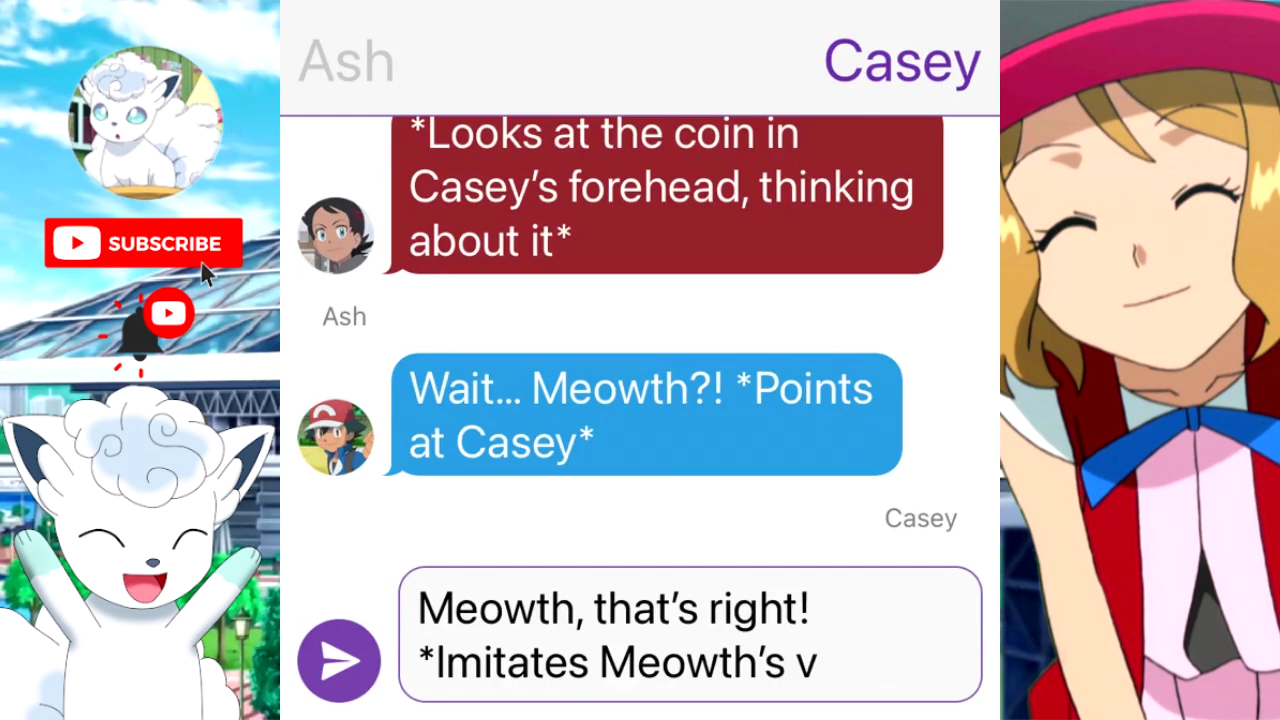 Ash
Casey
*Looks at the coin in
Casey’s forehead, thinking
about it*
SUBSCRIBE
Ash
Wait... Meowth?! *Points
at Casey*
Casey
Meowth, that’s right!
*Imitates Meowth’s v